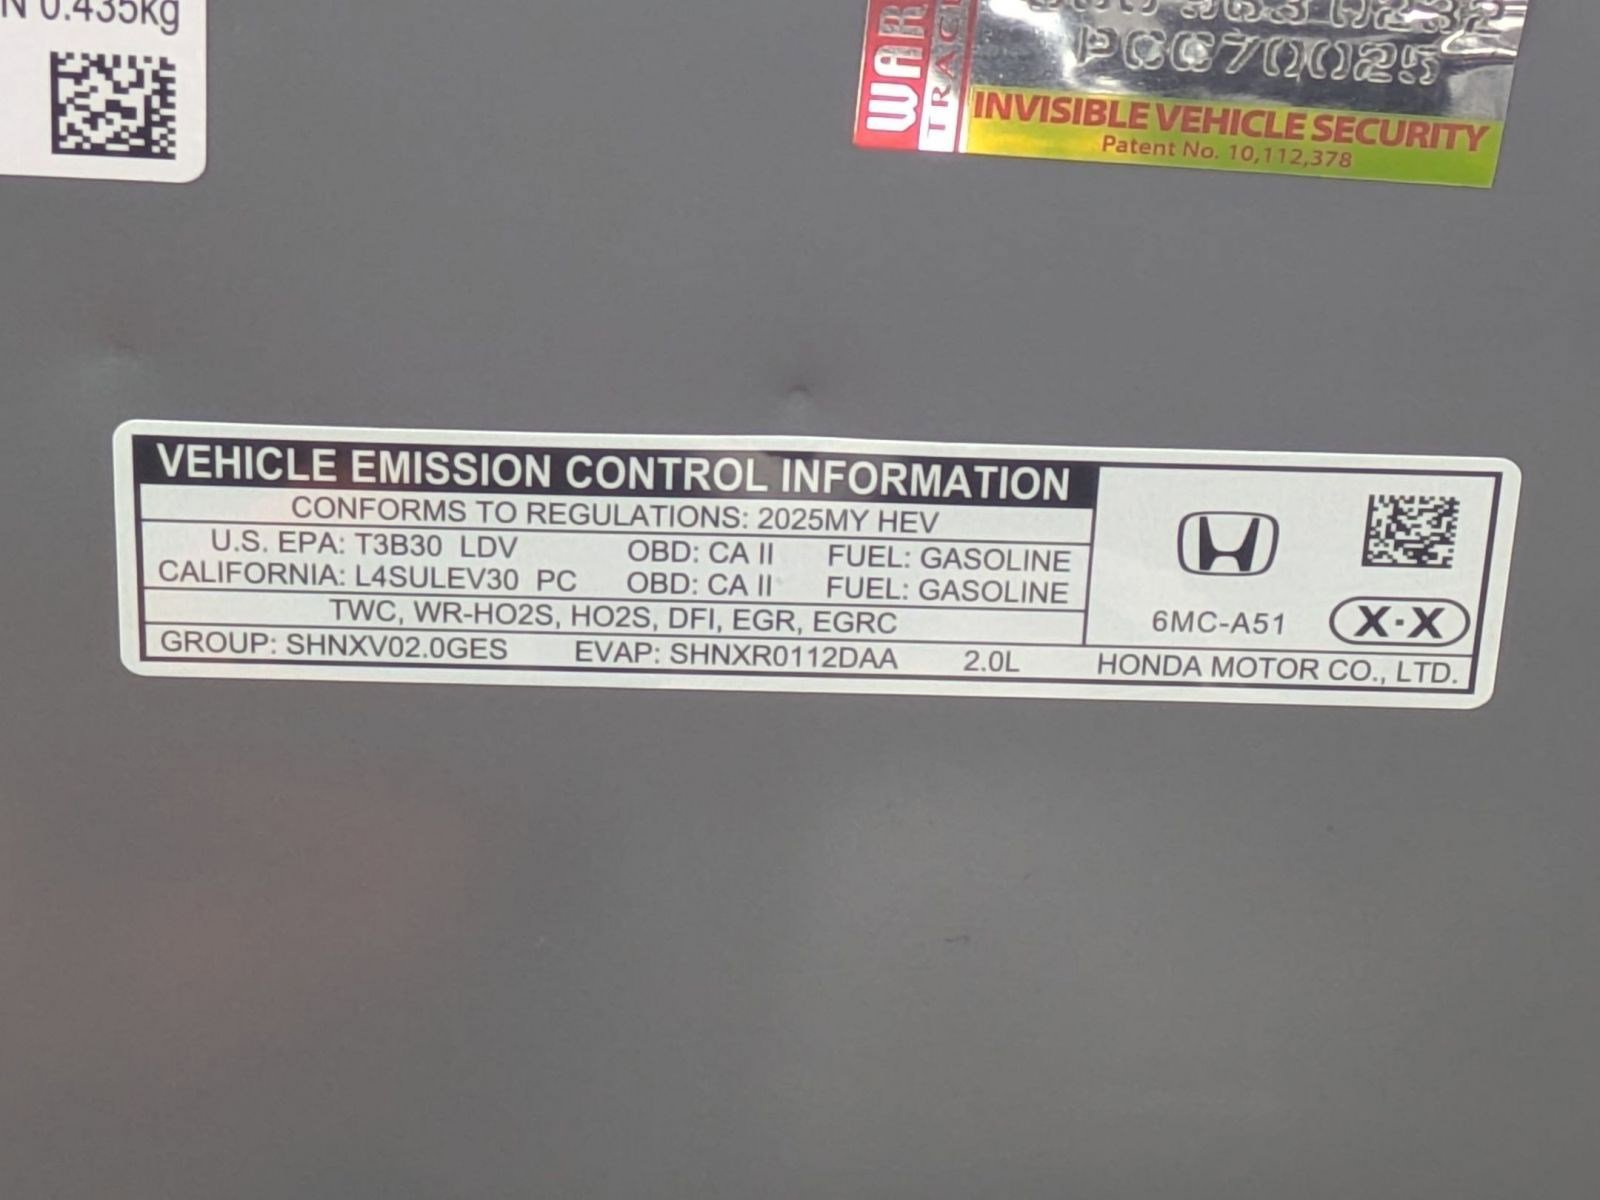 0.435kg
WAR
PCG70025
INVISIBLE VEHICLE SECURITY
Patent No. 10,112,378
VEHICLE EMISSION CONTROL INFORMATION
CONFORMS TO REGULATIONS: 2025MY HEV
U.S. EPA: T3B30 LDV OBD: CA II FUEL: GASOLINE
CALIFORNIA: L4SULEV30 PC OBD: CA II FUEL: GASOLINE
TWC, WR-HO2S, HO2S, DFI, EGR, EGRC
6MC-A51 X·X
GROUP: SHNXV02.0GES EVAP: SHNXR0112DAA 2.0L HONDA MOTOR CO., LTD.